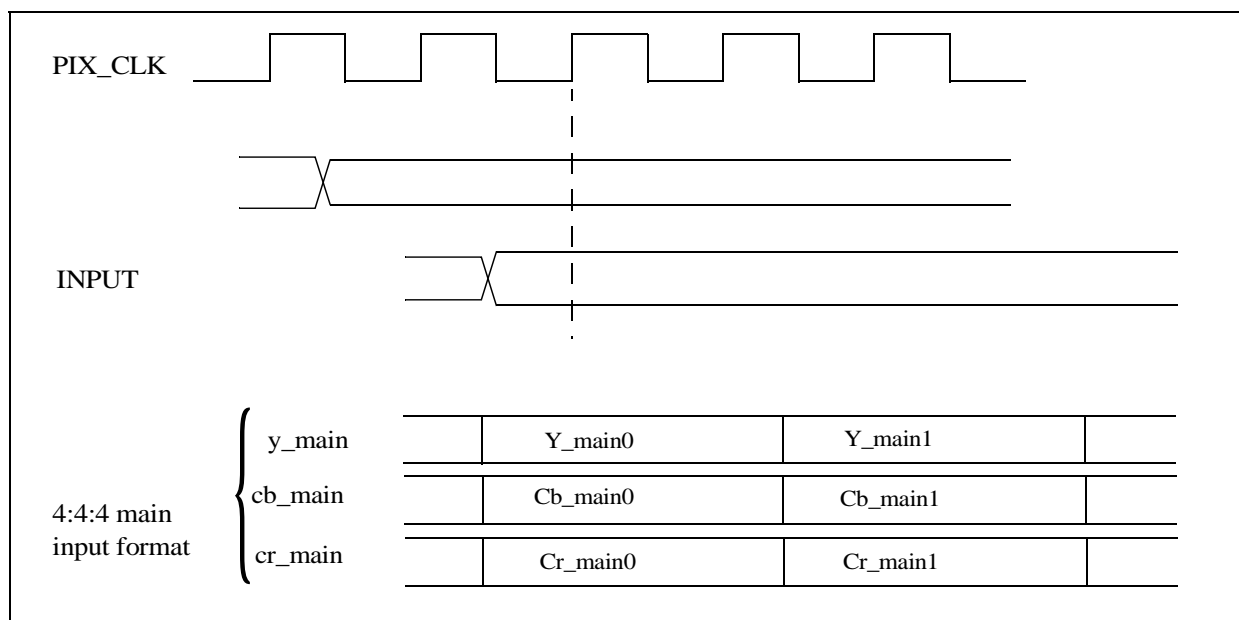 PIX_CLK
INPUT
y_main Y_main0 Y_main1
cb_main Cb_main0 Cb_main1
4:4:4 main
input format
cr_main Cr_main0 Cr_main1